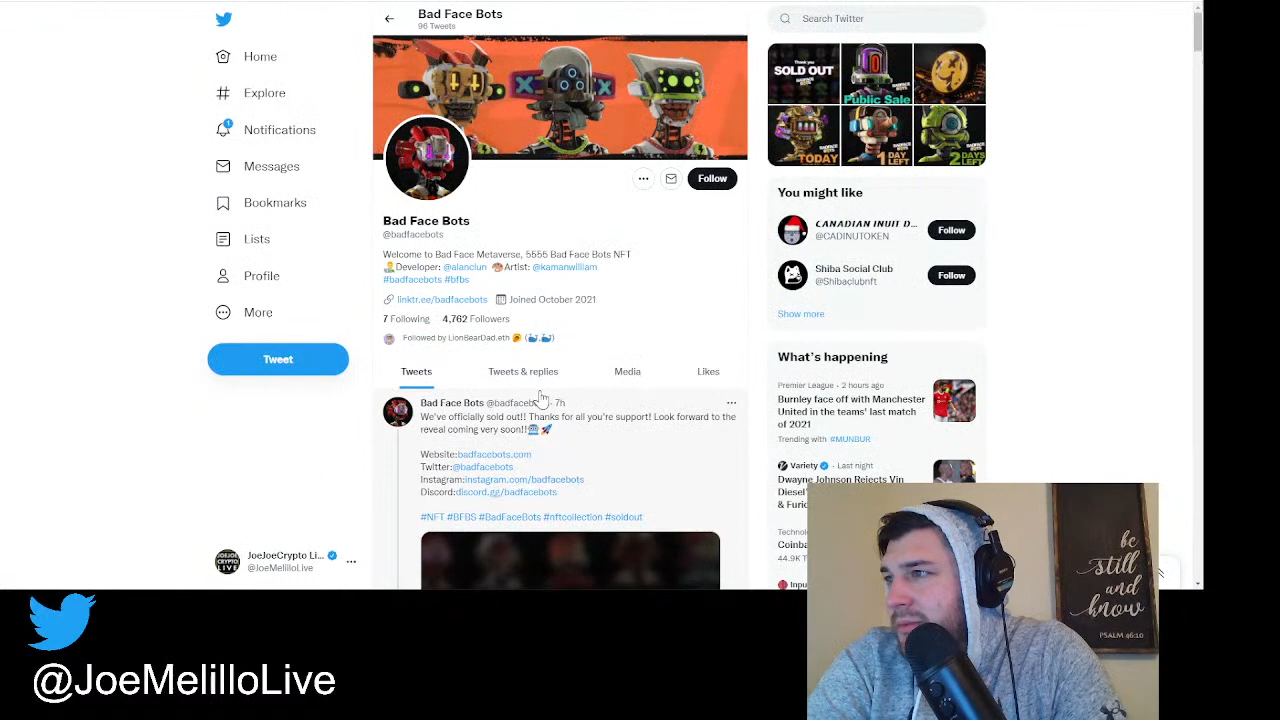 Bad Face Bots
96 Tweets
Home
Explore
1
Notifications
Messages
Bookmarks
Lists
Profile
More
Tweet
JoeJoeCrypto Li...
@JoeMelilloLive
Follow
Bad Face Bots
@badfacebots
Welcome to Bad Face Metaverse, 5555 Bad Face Bots NFT
Developer: @alanclun Artist: @kamanwilliam
#badfacebots #bfbs
linktr.ee/badfacebots Joined October 2021
7 Following 4,762 Followers
Followed by LionBearDad.eth
Tweets Tweets & replies Media Likes
Bad Face Bots · 7h
We've officially sold out!! Thanks for all you're support! Look forward to the
reveal coming very soon!!
Website:badfacebots.com
Twitter:@badfacebots
Instagram:instagram.com/badfacebots
Discord:discord.gg/badfacebots
#NFT #BFBS #BadFaceBots #nftcollection #soldout
Search Twitter
Thank you
SOLD OUT
Public Sale
TODAY
1 DAY
LEFT
2 DAYS
LEFT
You might like
CANADIAN INUIT D...
@CADINUTOKEN
Follow
Shiba Social Club
@Shibaclubnft
Follow
Show more
What's happening
Premier League · 2 hours ago
Burnley face off with Manchester
United in the teams' last match
of 2021
Trending with #MUNBUR
Variety · Last night
Dwayne Johnson Rejects Vin
Diesel'
& Furio
Technolo
Coinba
44.9K T
be
still
and
know
PSALM 46:10
@JoeMelilloLive